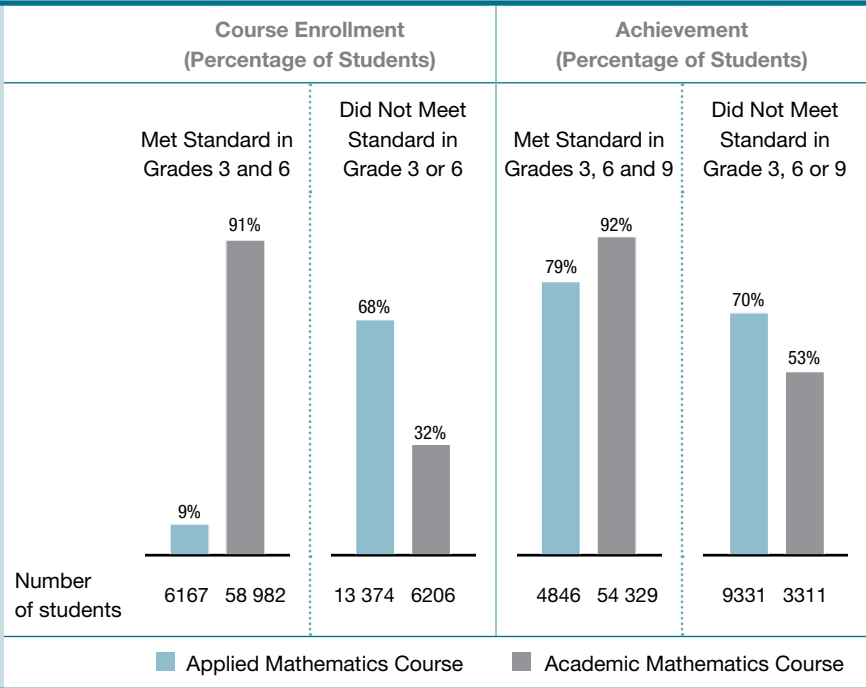 Course Enrollment
(Percentage of Students)
Achievement
(Percentage of Students)
Met Standard in
Grades 3 and 6
Did Not Meet
Standard in
Grade 3 or 6
Met Standard in
Grades 3, 6 and 9
Did Not Meet
Standard in
Grade 3, 6 or 9
9%
91%
68%
32%
79%
92%
70%
53%
Number
of students
6167 58 982 13 374 6206 4846 54 329 9331 3311
Applied Mathematics Course Academic Mathematics Course